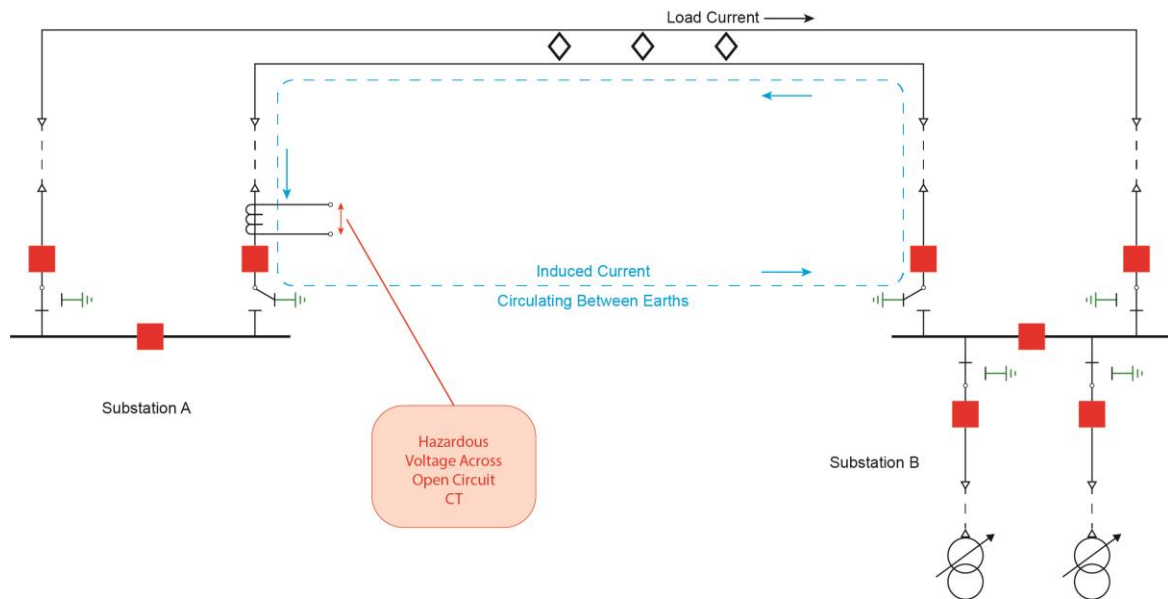 Load Current
Induced Current
Circulating Between Earths
Substation A
Hazardous
Voltage Across
Open Circuit
CT
Substation B